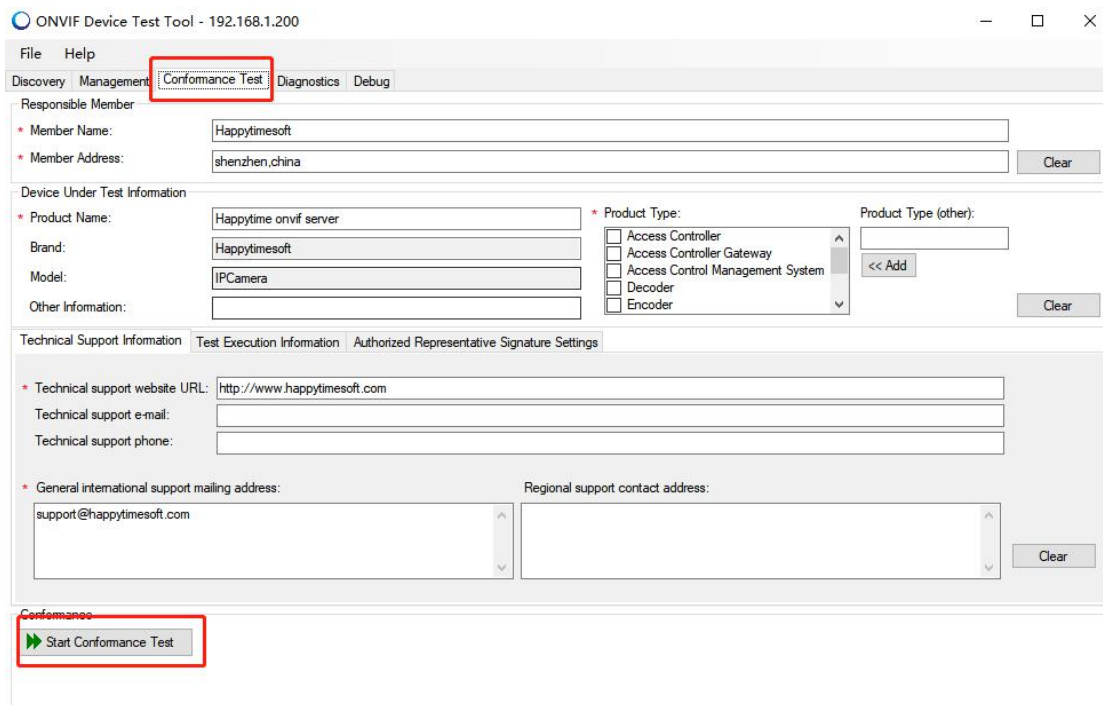 ONVIF Device Test Tool - 192.168.1.200
File Help
Discovery Management Conformance Test Diagnostics Debug
Responsible Member
* Member Name: Happytimesoft
* Member Address: shenzhen,china Clear
Device Under Test Information
* Product Name: Happytime onvif server
Brand: Happytimesoft
Model: IPCamera
Other Information:
* Product Type:
Access Controller
Access Controller Gateway
Access Control Management System
Decoder
Encoder
Product Type (other):
<< Add
Clear
Technical Support Information Test Execution Information Authorized Representative Signature Settings
* Technical support website URL: http://www.happytimesoft.com
Technical support e-mail:
Technical support phone:
* General international support mailing address:
support@happytimesoft.com
Regional support contact address:
Clear
Conformance
Start Conformance Test